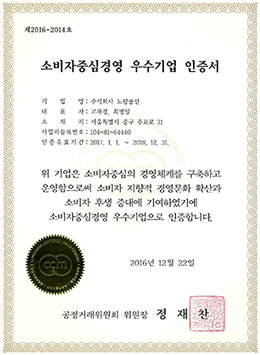 제2016-2014호
소비자중심경영 우수기업 인증서
기 업 명 : 주식회사 노랑풍선
대 표 자 : 고재경, 최명일
소 재 지 : 서울특별시 중구 수표로 31
사업자등록번호 : 104-81-64440
인증유효기간 : 2017. 1. 1. ~ 2018. 12. 31.
위 기업은 소비자중심의 경영체계를 구축하고
운영함으로써 소비자 지향적 경영문화 확산과
소비자 후생 증대에 기여하였기에
소비자중심경영 우수기업으로 인증합니다.
2016년 12월 22일
ccm
공정거래위원회 위원장 정 재 찬